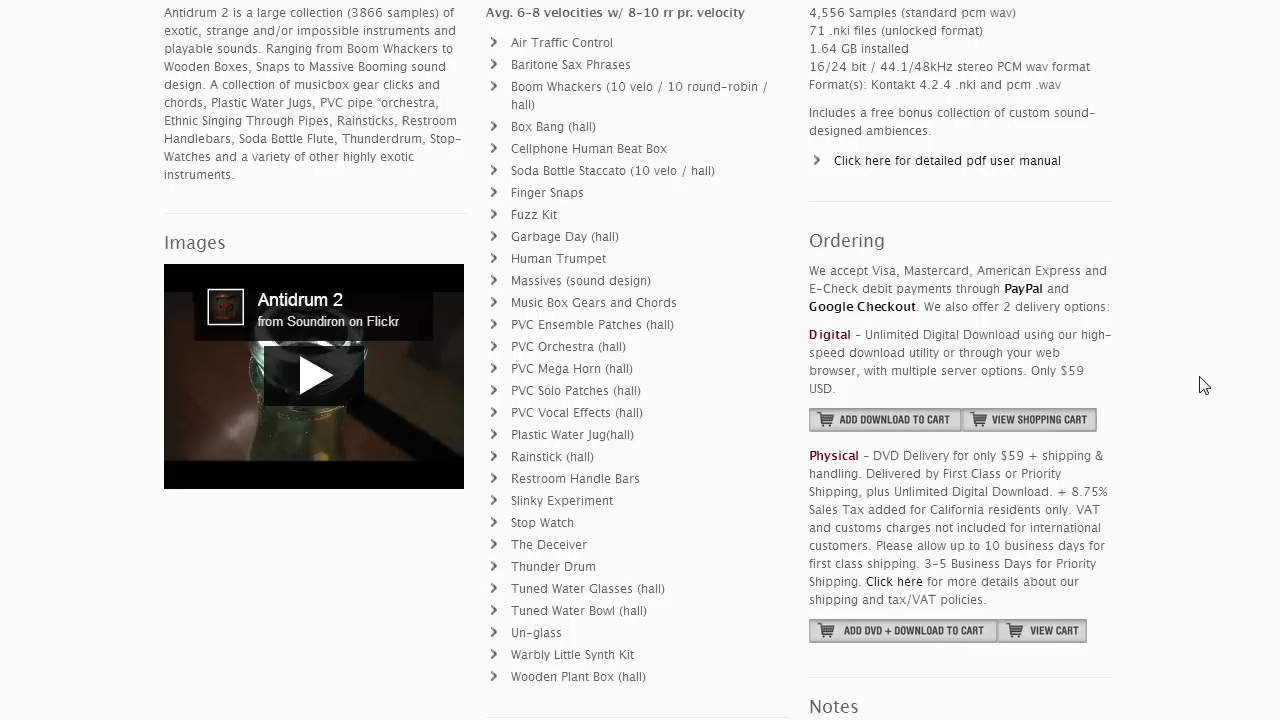 Antidrum 2 is a large collection (3866 samples) of
exotic, strange and/or impossible instruments and
playable sounds. Ranging from Boom Whackers to
Wooden Boxes, Snaps to Massive Booming sound
design. A collection of musicbox gear clicks and
chords, Plastic Water Jugs, PVC pipe "orchestra,
Ethnic Singing Through Pipes, Rainsticks, Restroom
Handlebars, Soda Bottle Flute, Thunderdrum, Stop-
Watches and a variety of other highly exotic
instruments.
Images
Antidrum 2
from Soundiron on Flickr
Avg. 6-8 velocities w/ 8-10 rr pr. velocity
Air Traffic Control
Baritone Sax Phrases
Boom Whackers (10 velo / 10 round-robin /
hall)
Box Bang (hall)
Cellphone Human Beat Box
Soda Bottle Staccato (10 velo / hall)
Finger Snaps
Fuzz Kit
Garbage Day (hall)
Human Trumpet
Massives (sound design)
Music Box Gears and Chords
PVC Ensemble Patches (hall)
PVC Orchestra (hall)
PVC Mega Horn (hall)
PVC Solo Patches (hall)
PVC Vocal Effects (hall)
Plastic Water Jug(hall)
Rainstick (hall)
Restroom Handle Bars
Slinky Experiment
Stop Watch
The Deceiver
Thunder Drum
Tuned Water Glasses (hall)
Tuned Water Bowl (hall)
Un-glass
Warbly Little Synth Kit
Wooden Plant Box (hall)
4,556 Samples (standard pcm wav)
71 .nki files (unlocked format)
1.64 GB installed
16/24 bit / 44.1/48kHz stereo PCM wav format
Format(s): Kontakt 4.2.4 .nki and pcm .wav
Includes a free bonus collection of custom sound-
designed ambiences.
Click here for detailed pdf user manual
Ordering
We accept Visa, Mastercard, American Express and
E-Check debit payments through PayPal and
Google Checkout. We also offer 2 delivery options:
Digital - Unlimited Digital Download using our high-
speed download utility or through your web
browser, with multiple server options. Only $59
USD.
ADD DOWNLOAD TO CART VIEW SHOPPING CART
Physical - DVD Delivery for only $59 + shipping &
handling. Delivered by First Class or Priority
Shipping, plus Unlimited Digital Download. + 8.75%
Sales Tax added for California residents only. VAT
and customs charges not included for international
customers. Please allow up to 10 business days for
first class shipping. 3-5 Business Days for Priority
Shipping. Click here for more details about our
shipping and tax/VAT policies.
ADD DVD + DOWNLOAD TO CART VIEW CART
Notes